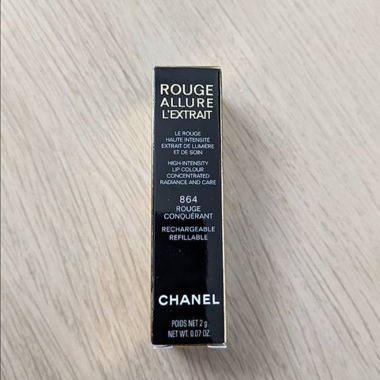 ROUGE
ALLURE
L'EXTRAIT
LE ROUGE
HAUTE INTENSITÉ
EXTRAIT DE LUMIÈRE
ET DE SOIN
HIGH-INTENSITY
LIP COLOUR
CONCENTRATED
RADIANCE AND CARE
864
ROUGE
CONQUÉRANT
RECHARGEABLE
REFILLABLE
CHANEL
POIDS NET 2 g
NET WT. 0.07 OZ.